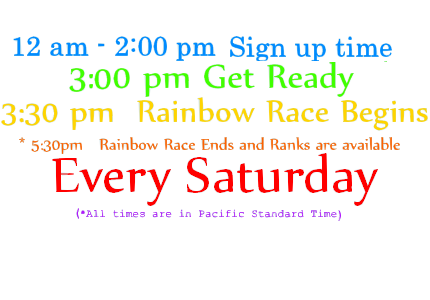 12 am - 2:00 pm Sign up time
3:00 pm Get Ready
3:30 pm Rainbow Race Begins
* 5:30pm Rainbow Race Ends and Ranks are available
Every Saturday
(*All times are in Pacific Standard Time)